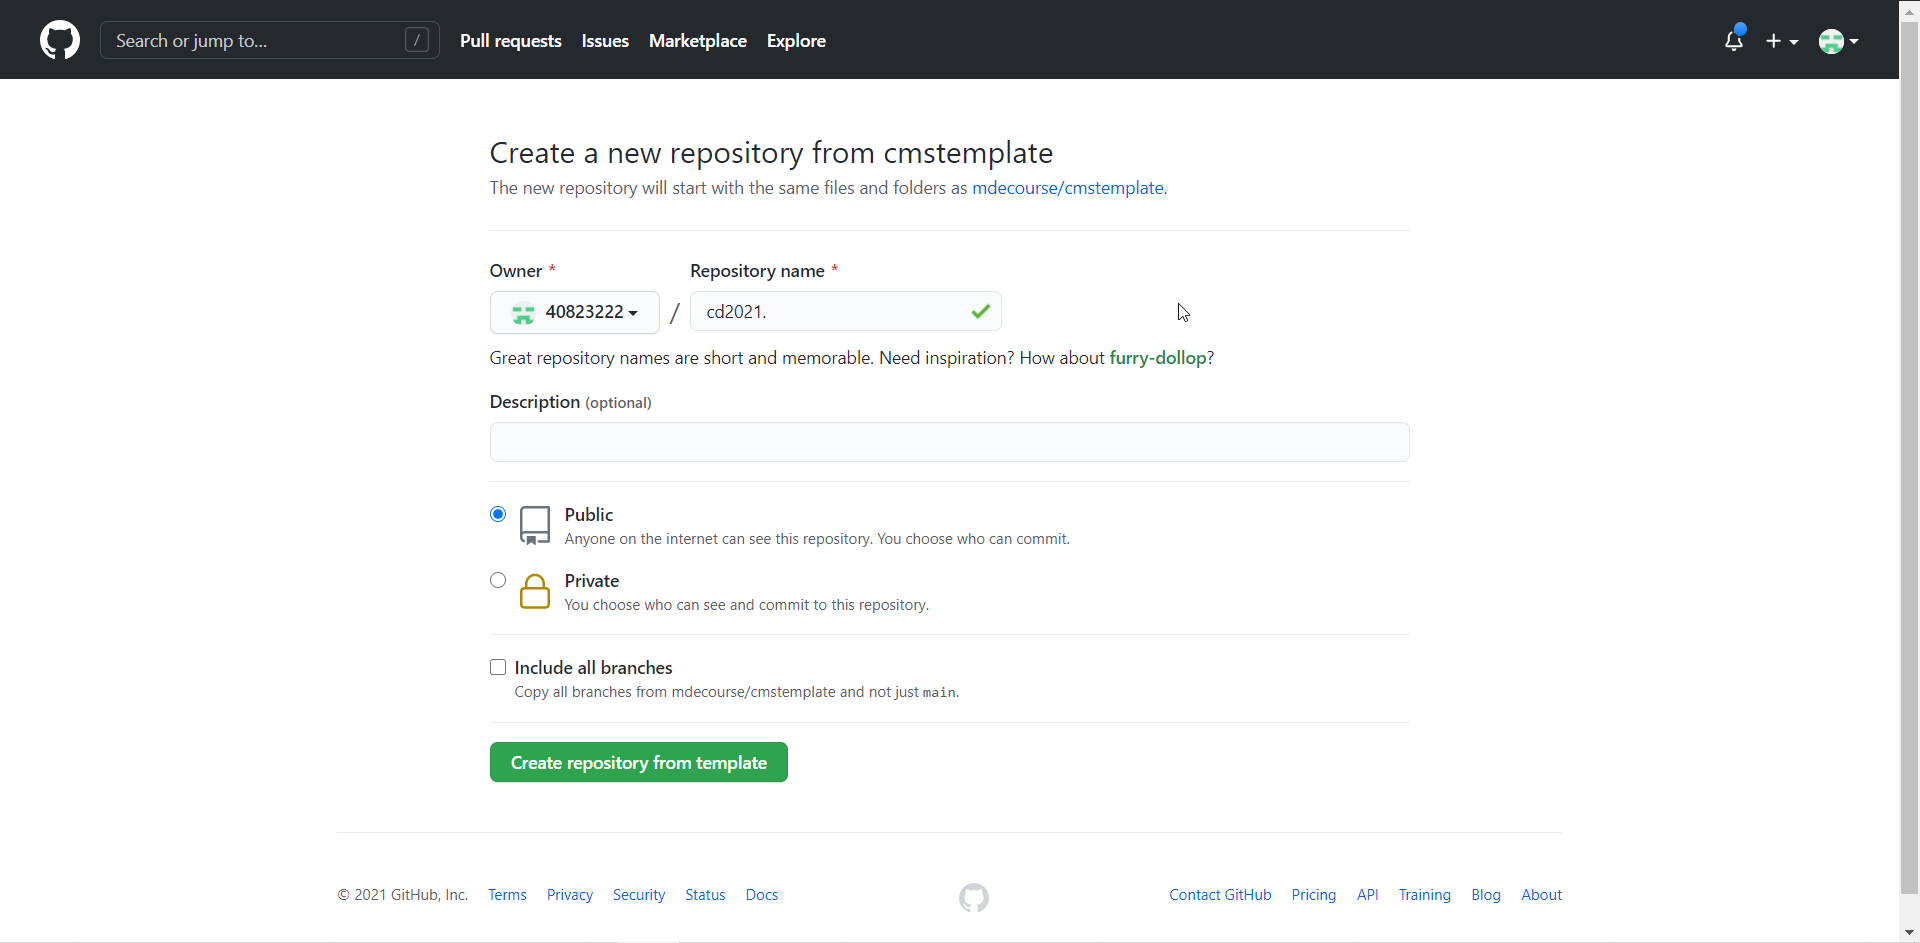 Search or jump to... /
Pull requests Issues Marketplace Explore
Create a new repository from cmstemplate
The new repository will start with the same files and folders as mdecourse/cmstemplate.
Owner * Repository name *
40823222 / cd2021.
Great repository names are short and memorable. Need inspiration? How about furry-dollop?
Description (optional)
Public
Anyone on the internet can see this repository. You choose who can commit.
Private
You choose who can see and commit to this repository.
Include all branches
Copy all branches from mdecourse/cmstemplate and not just main.
Create repository from template
© 2021 GitHub, Inc. Terms Privacy Security Status Docs Contact GitHub Pricing API Training Blog About